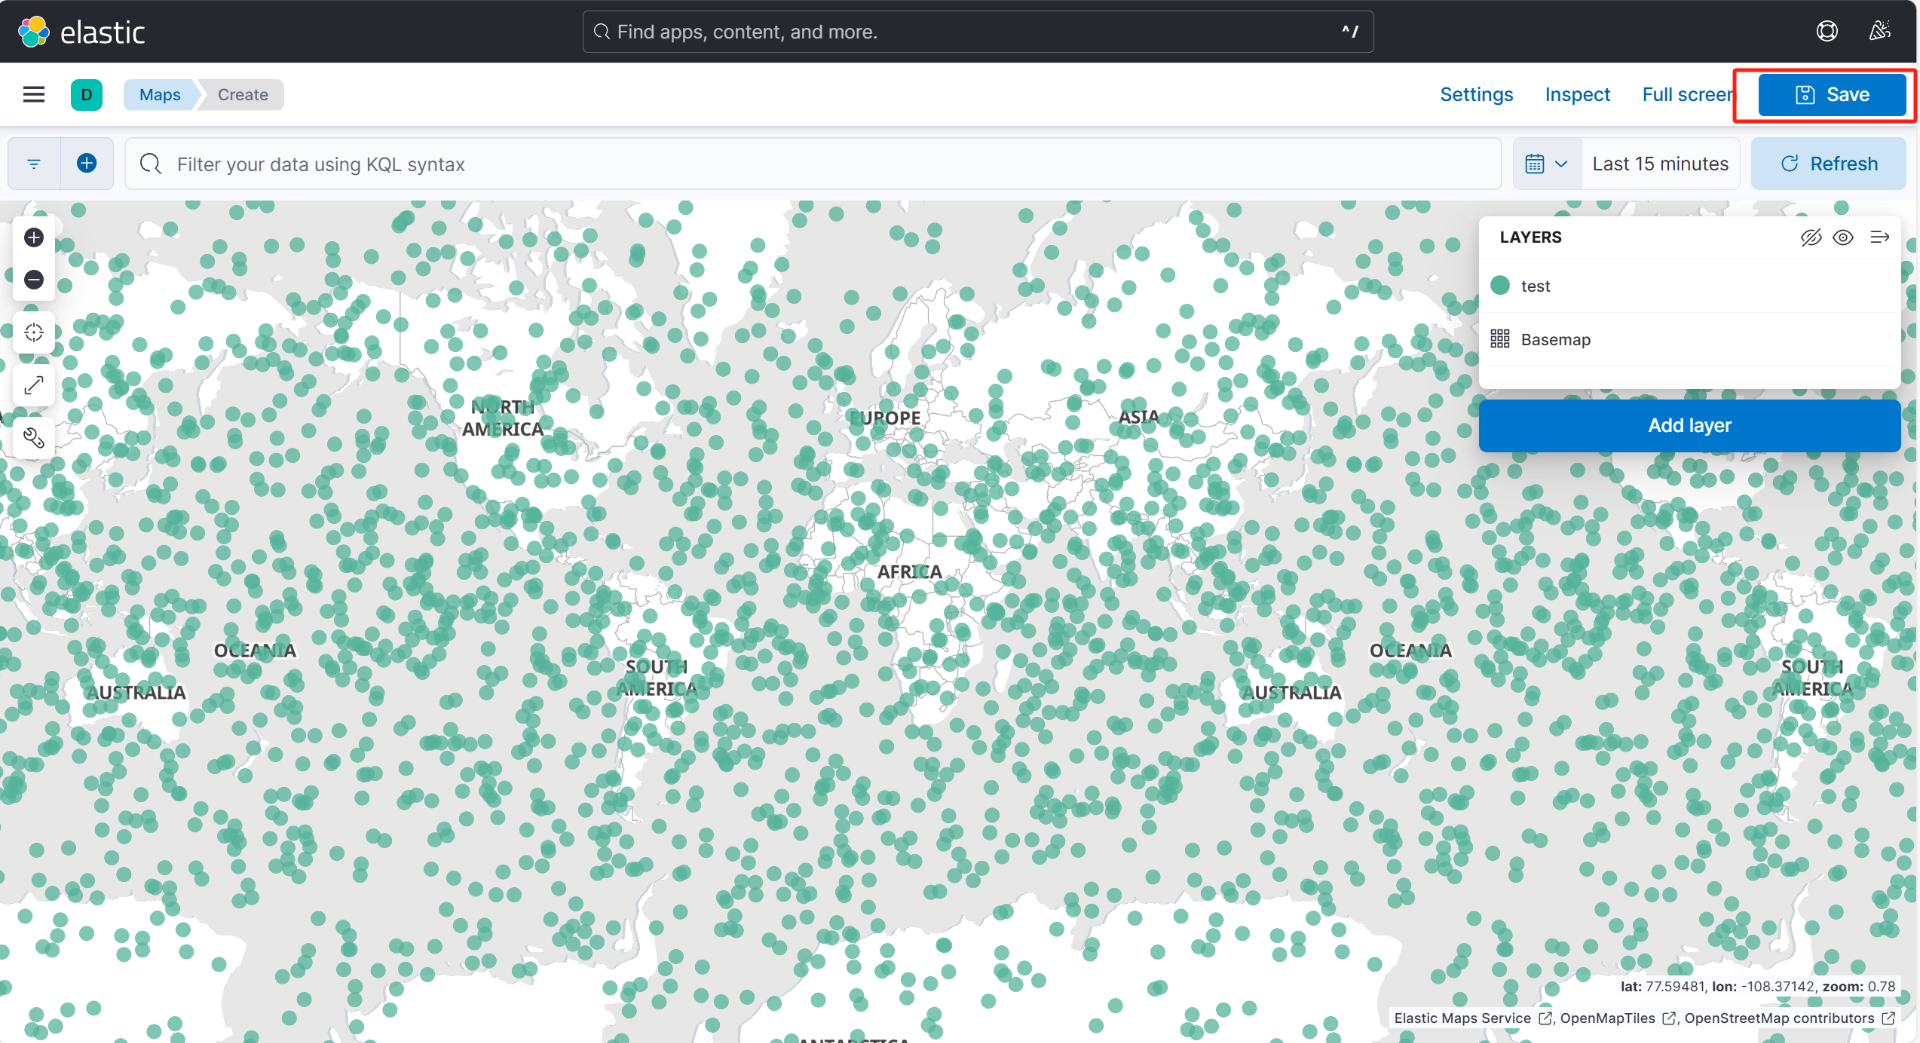 elastic
Find apps, content, and more.
^/
D
Maps
Create
Settings
Inspect
Full screen
Save
Filter your data using KQL syntax
Last 15 minutes
Refresh
LAYERS
test
Basemap
Add layer
NORTH
AMERICA
EUROPE
ASIA
AFRICA
OCEANIA
OCEANIA
SOUTH
AMERICA
SOUTH
AMERICA
AUSTRALIA
AUSTRALIA
lat: 77.59481, lon: -108.37142, zoom: 0.78
Elastic Maps Service , OpenMapTiles , OpenStreetMap contributors
ANTARCTICA